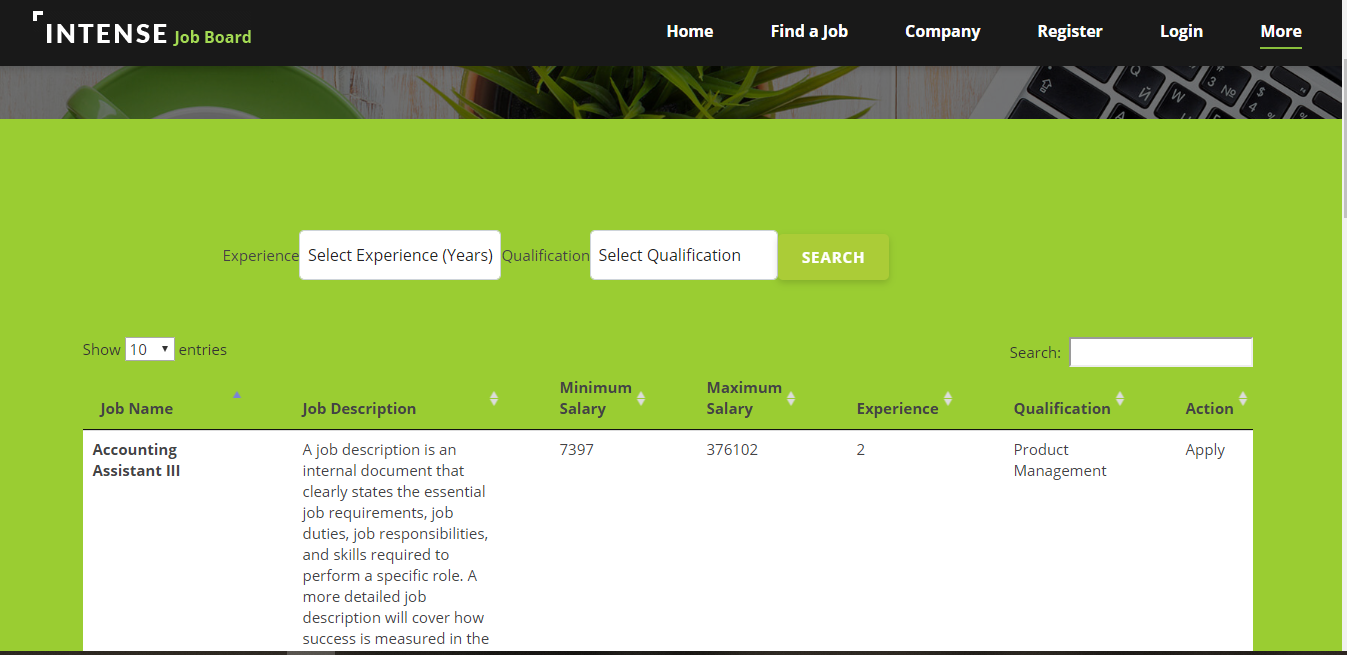 INTENSE Job Board
Home Find a Job Company Register Login More
Q Й W 3 № $ 4 %
Experience Select Experience (Years) Qualification Select Qualification SEARCH
Show 10 entries
Search:
Job Name Job Description Minimum Salary Maximum Salary Experience Qualification Action
Accounting Assistant III
A job description is an
internal document that
clearly states the essential
job requirements, job
duties, job responsibilities,
and skills required to
perform a specific role. A
more detailed job
description will cover how
success is measured in the
7397
376102
2
Product
Management
Apply